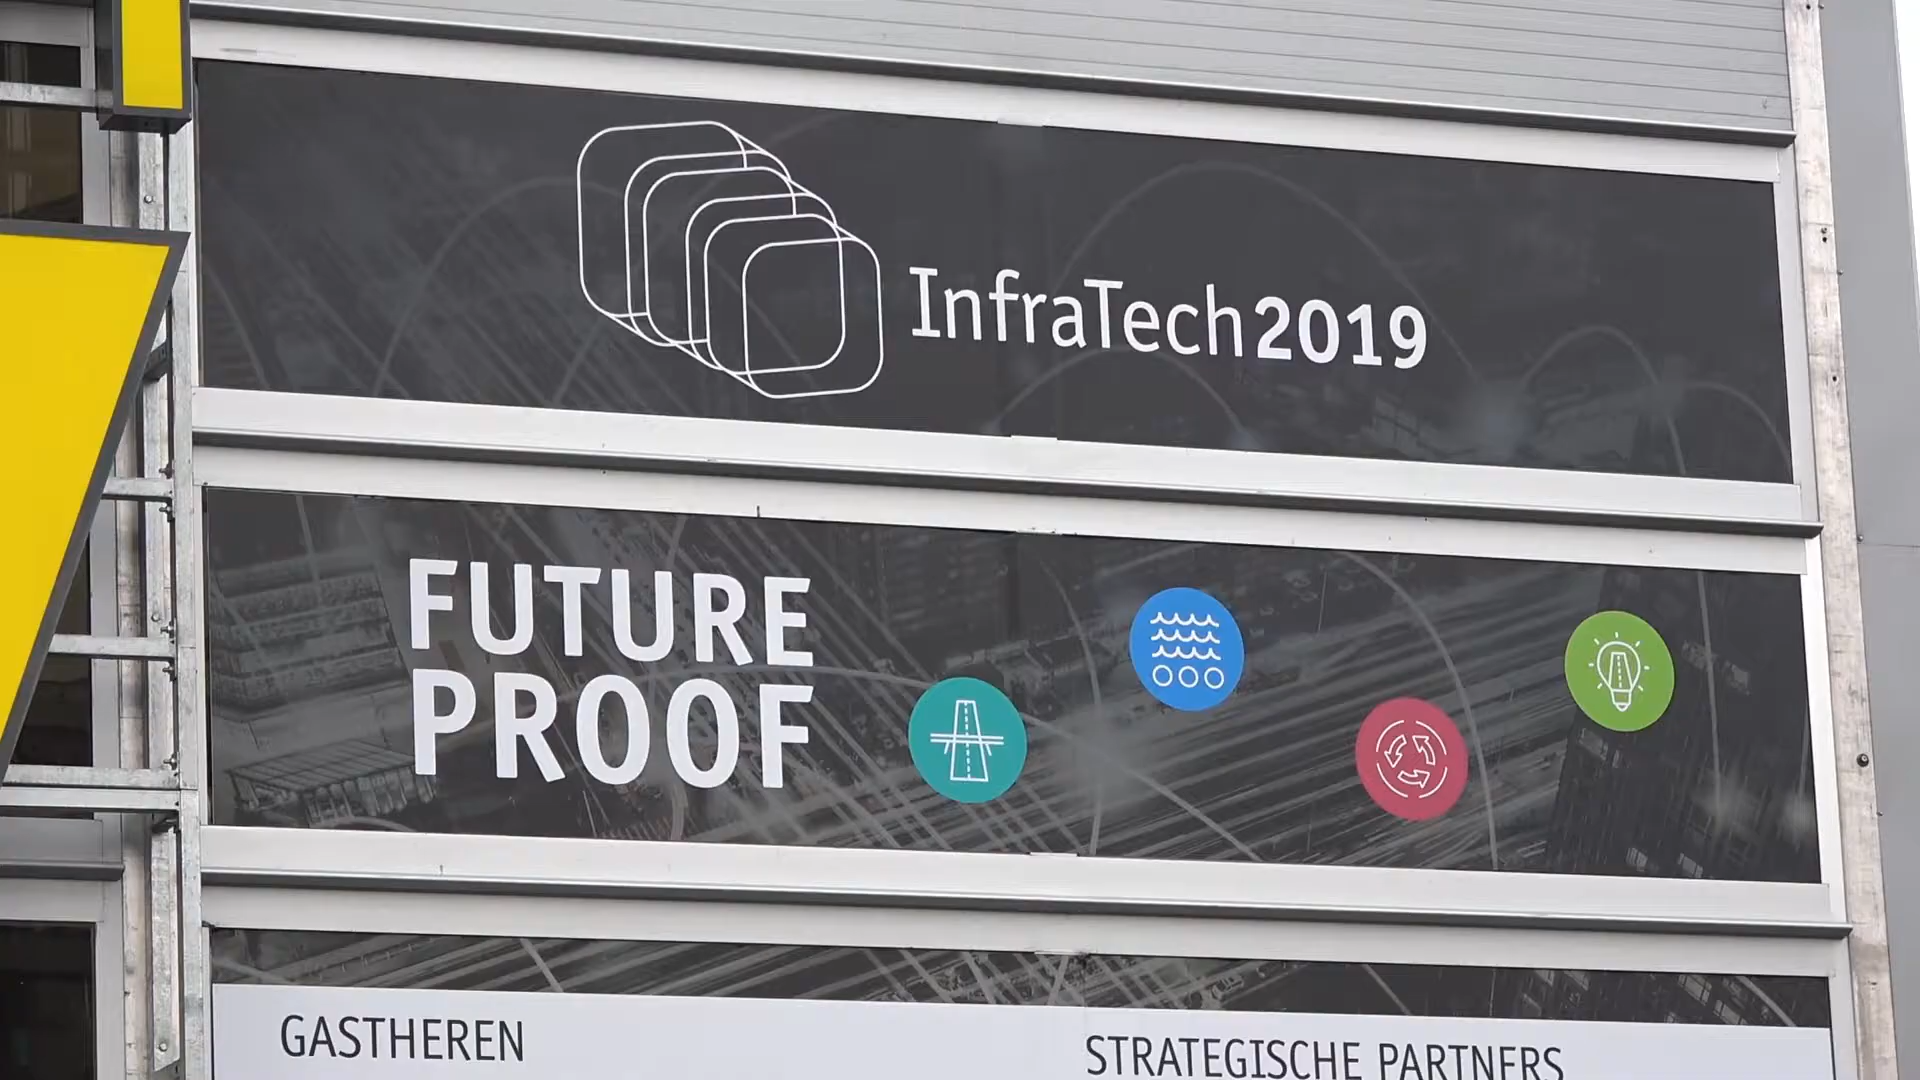 InfraTech2019
FUTURE
PROOF
GASTHEREN
STRATEGISCHE PARTNERS